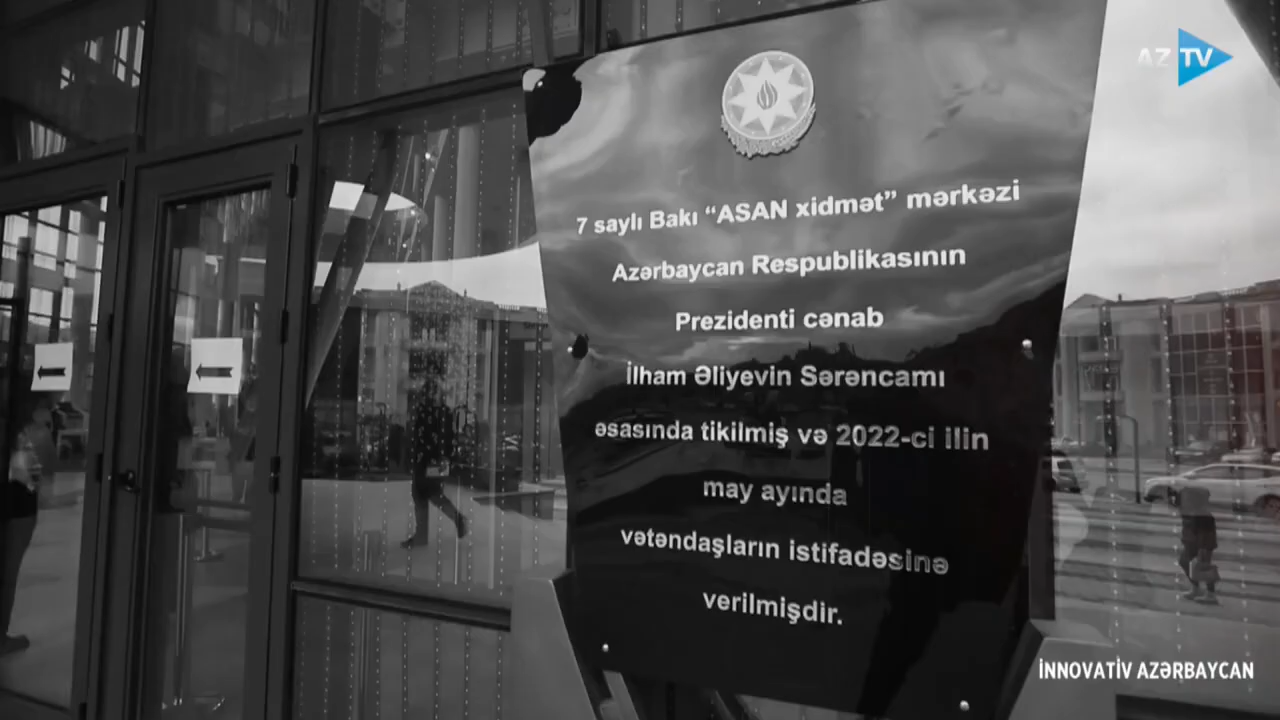 AZ TV
7 saylı Bakı “ASAN xidmət” mərkəzi
Azərbaycan Respublikasının
Prezidenti cənab
İlham Əliyevin Sərəncamı
əsasında tikilmiş və 2022-ci ilin
may ayında
vətəndaşların istifadəsinə
verilmişdir.
İNNOVATİV AZƏRBAYCAN